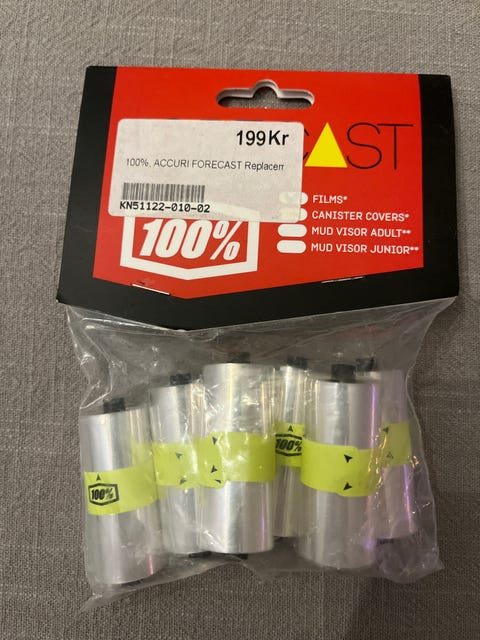 199Kr
CAST
100%, ACCURI FORECAST Replacem
KN51122-010-02
FILMS*
CANISTER COVERS*
MUD VISOR ADULT**
MUD VISOR JUNIOR**
100%
100%
100%